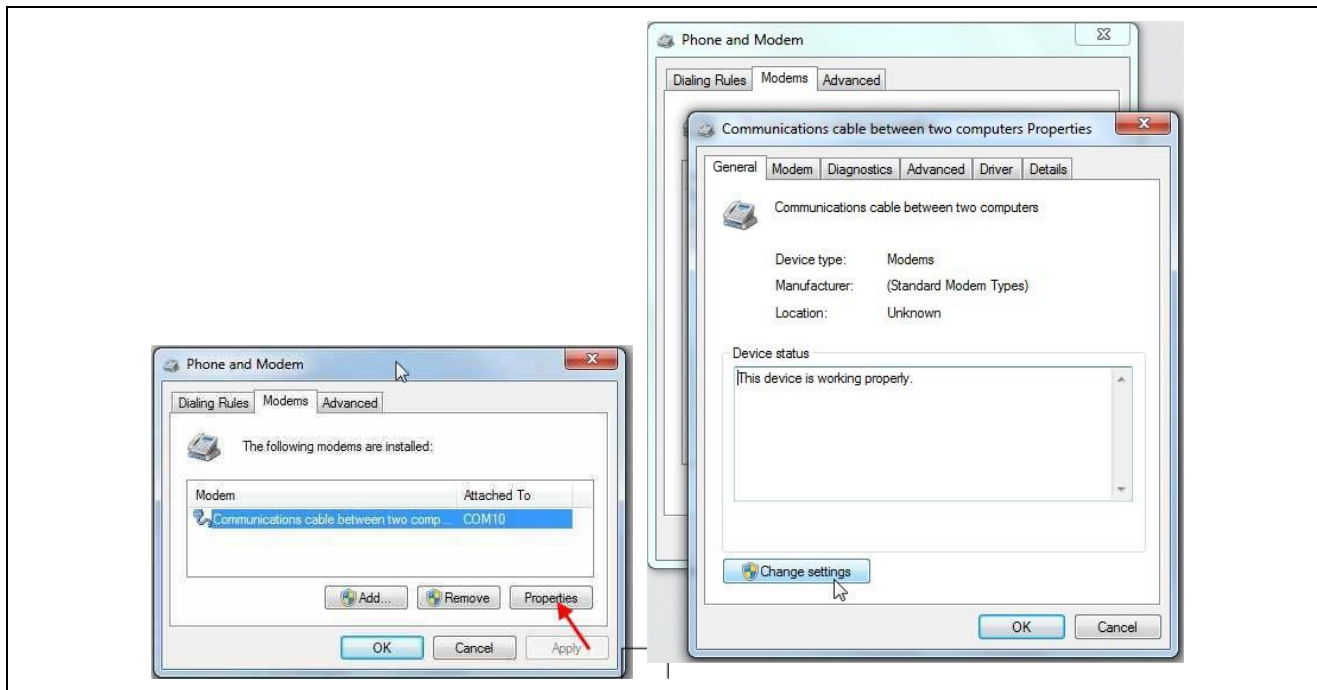 Phone and Modem
Dialing Rules Modems Advanced
The following modems are installed:
Modem Attached To
Communications cable between two comp... COM10
Add... Remove Properties
OK Cancel Apply
Phone and Modem
Dialing Rules Modems Advanced
Communications cable between two computers Properties
General Modem Diagnostics Advanced Driver Details
Communications cable between two computers
Device type: Modems
Manufacturer: (Standard Modem Types)
Location: Unknown
Device status
This device is working properly.
Change settings
OK Cancel